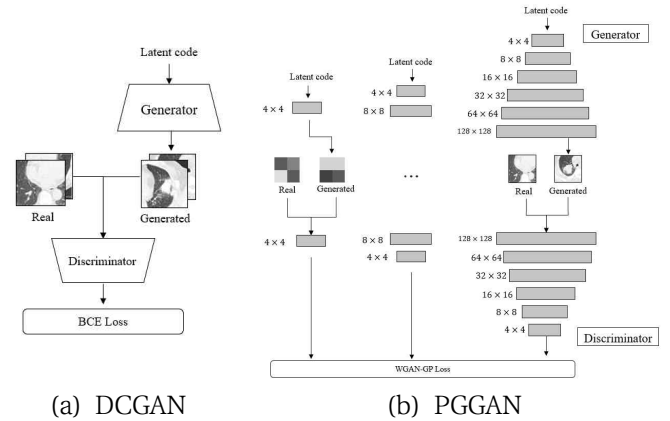 Latent code
Generator
Real
Generated
Discriminator
BCE Loss
(a) DCGAN
Latent code
4 × 4
Real
Generated
4 × 4
4 × 4
8 × 8
...
8 × 8
4 × 4
Latent code
Generator
4 × 4
8 × 8
16 × 16
32 × 32
64 × 64
128 × 128
Real
Generated
128 × 128
64 × 64
32 × 32
16 × 16
8 × 8
4 × 4
Discriminator
WGAN-GP Loss
(b) PGGAN